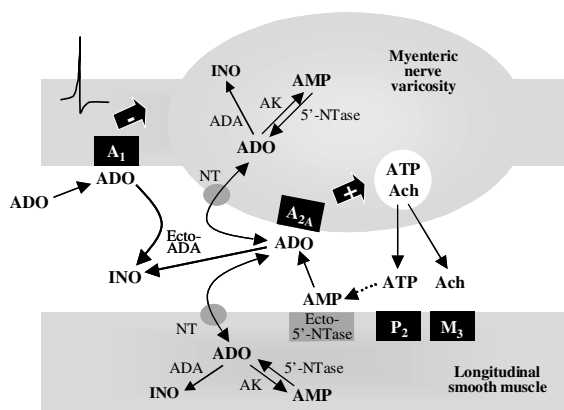 Myenteric
nerve
varicosity
INO
AMP
AK
ADA
5’-NTase
ADO
-
A1
ADO
ADO
NT
A2A
+
ATP
Ach
Ecto-
ADA
ADO
INO
AMP
ATP
Ach
Ecto-
5’-NTase
P2
M3
NT
ADO
ADA
5’-NTase
INO
AK
AMP
Longitudinal
smooth muscle